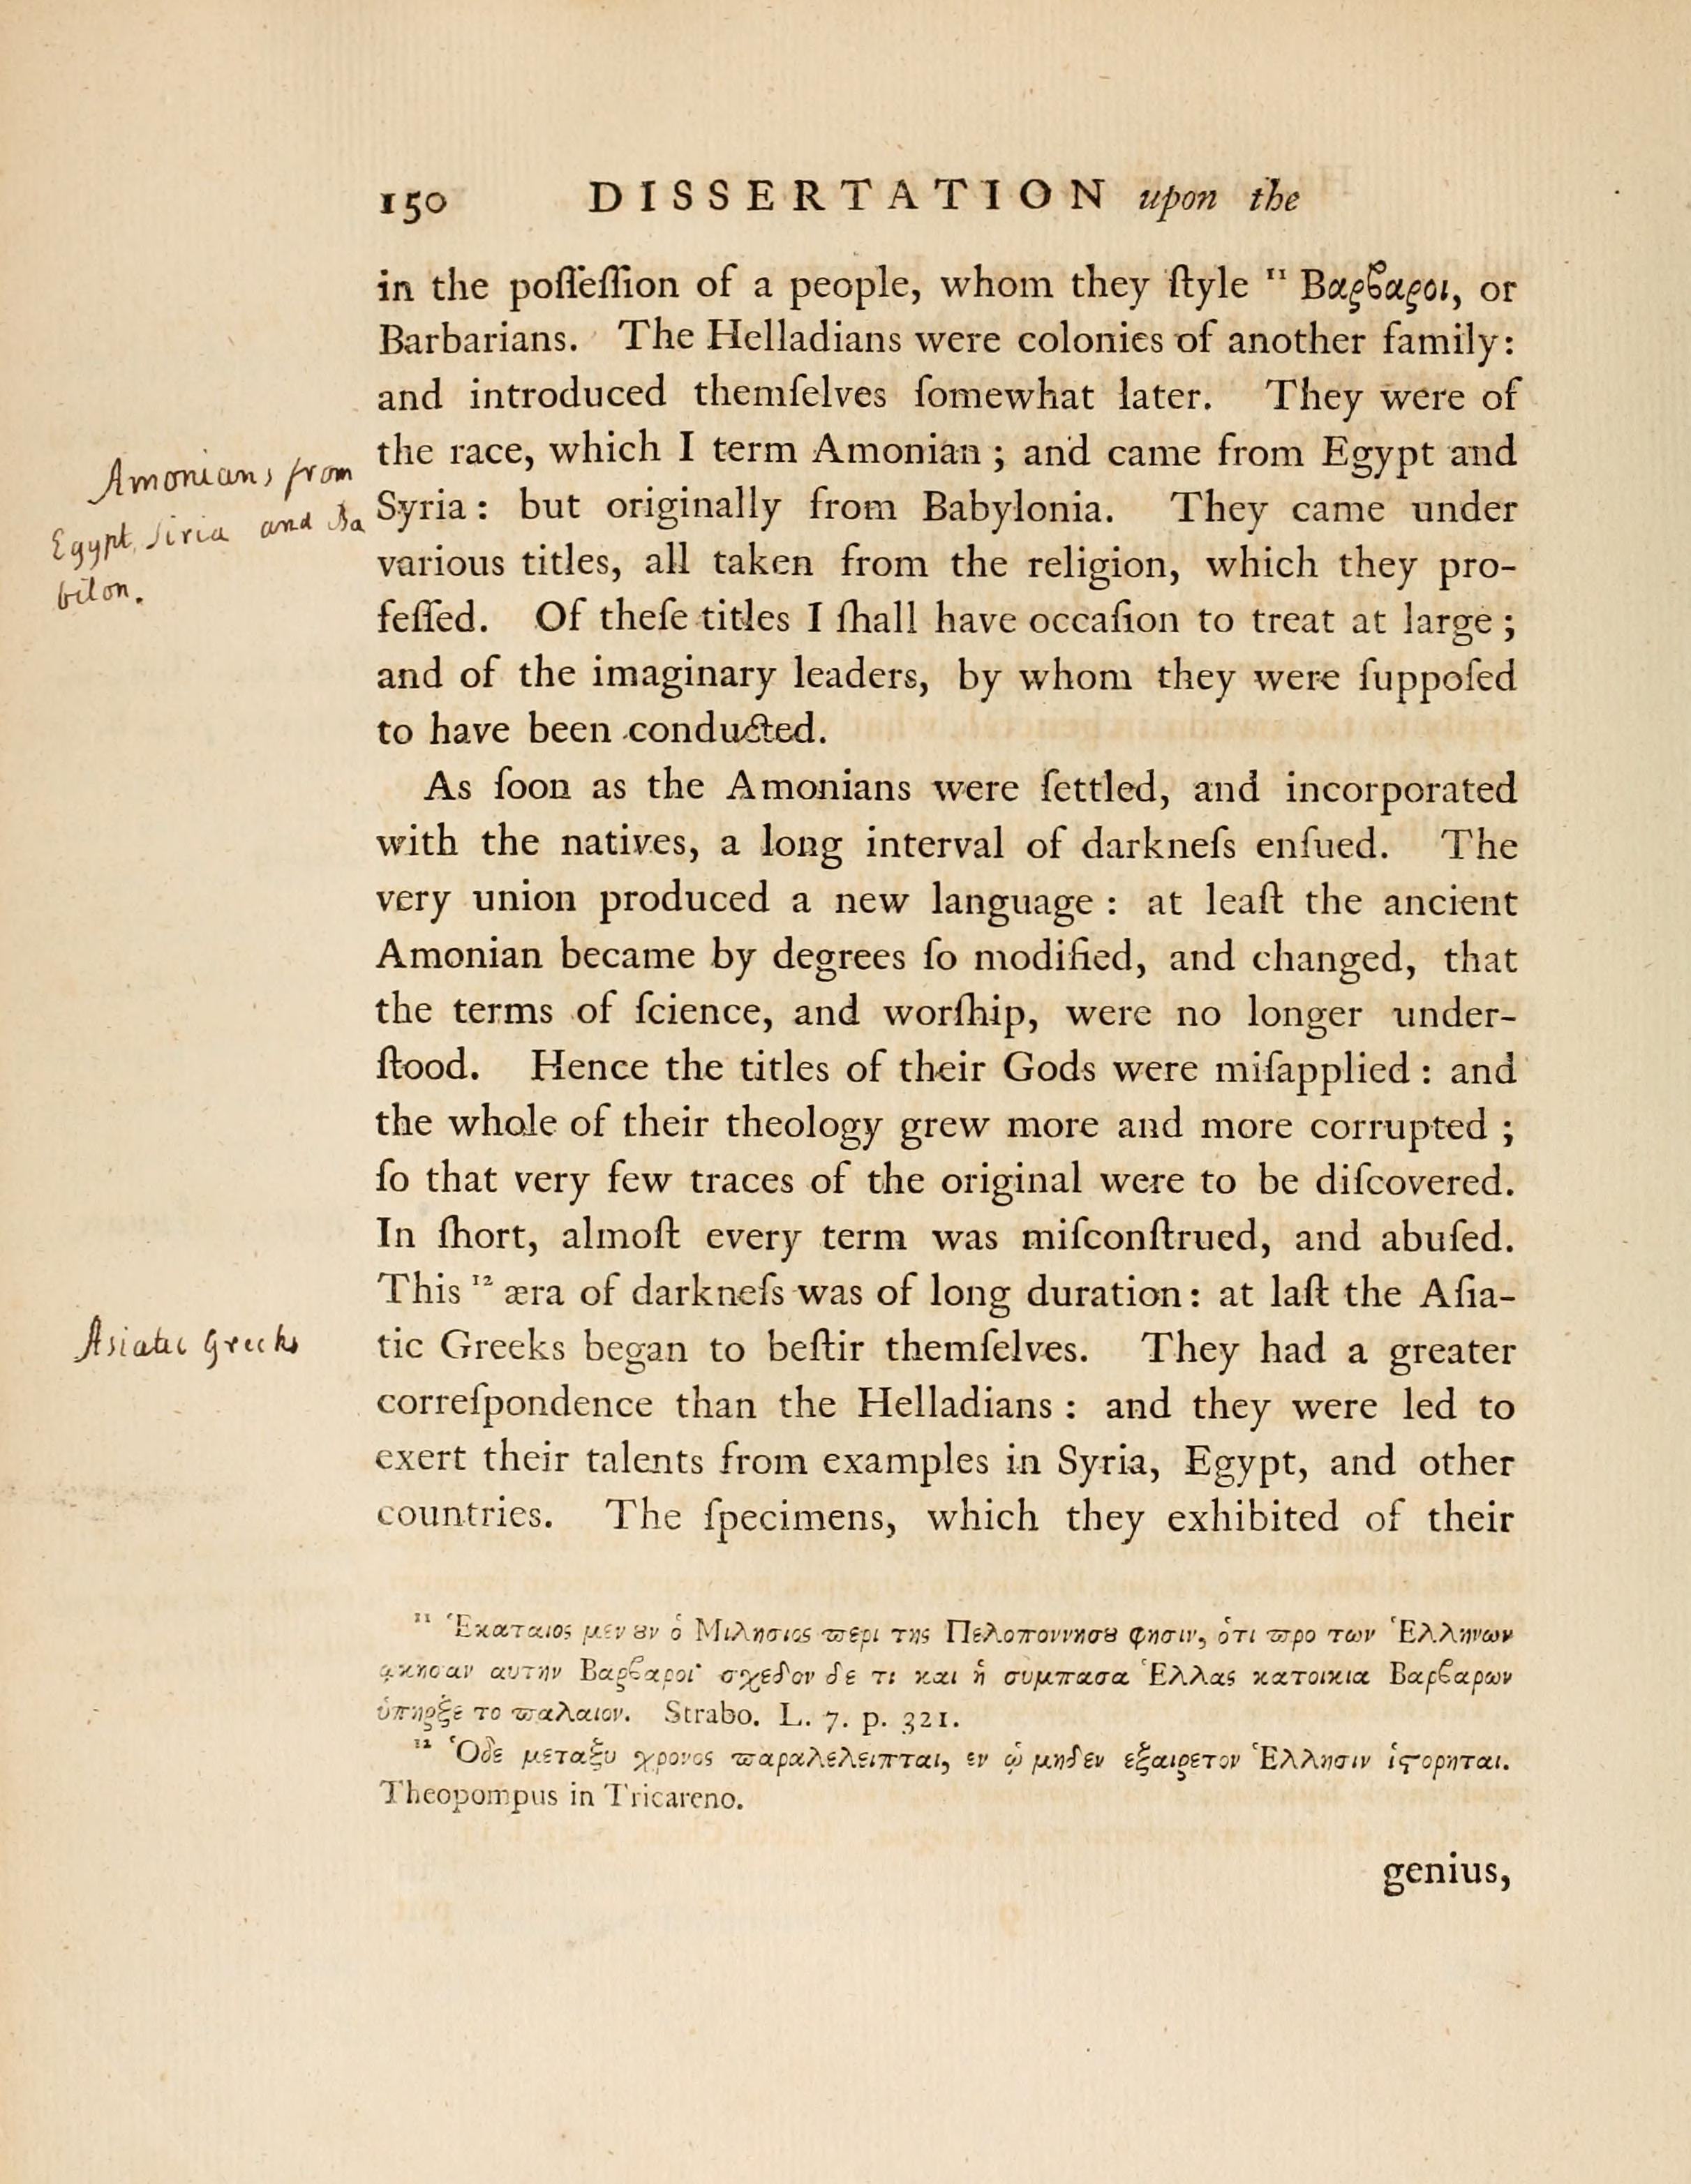 150 DISSERTATION upon the
in the poſſeſſion of a people, whom they ſtyle " Βαρϐαροι, or
Barbarians. The Helladians were colonies of another family:
and introduced themſelves ſomewhat later. They were of
the race, which I term Amonian; and came from Egypt and
Amonians from
Egypt, Siria and Ba
bilon.
Syria: but originally from Babylonia. They came under
various titles, all taken from the religion, which they pro-
feſſed. Of theſe titles I ſhall have occaſion to treat at large;
and of the imaginary leaders, by whom they were ſuppoſed
to have been conducted.
As ſoon as the Amonians were ſettled, and incorporated
with the natives, a long interval of darkneſs enſued. The
very union produced a new language: at leaſt the ancient
Amonian became by degrees ſo modified, and changed, that
the terms of ſcience, and worſhip, were no longer under-
ſtood. Hence the titles of their Gods were miſapplied: and
the whole of their theology grew more and more corrupted;
ſo that very few traces of the original were to be diſcovered.
In ſhort, almoſt every term was miſconſtrued, and abuſed.
This ¹² æra of darkneſs was of long duration: at laſt the Aſia-
Asiatic Greeks
tic Greeks began to beſtir themſelves. They had a greater
correſpondence than the Helladians: and they were led to
exert their talents from examples in Syria, Egypt, and other
countries. The ſpecimens, which they exhibited of their
¹¹ Ἑκαταιος μεν ȣν ὁ Μιλησιος ϖερι της Πελοποννησȣ φησιν, ὁτι ϖρο των Ἑλληνων
ῳκησαν αυτην Βαρϐαροι· σχεδον δε τι και ἡ συμπασα Ἑλλας κατοικια Βαρϐαρων
ὑπηρξε το ϖαλαιον. Strabo. L. 7. p. 321.
¹² Ὁδε μεταξυ χρονος ϖαραλελειπται, εν ᾡ μηδεν εξαιρετον Ἑλλησιν ἱϛορηται.
Theopompus in Tricareno.
genius,